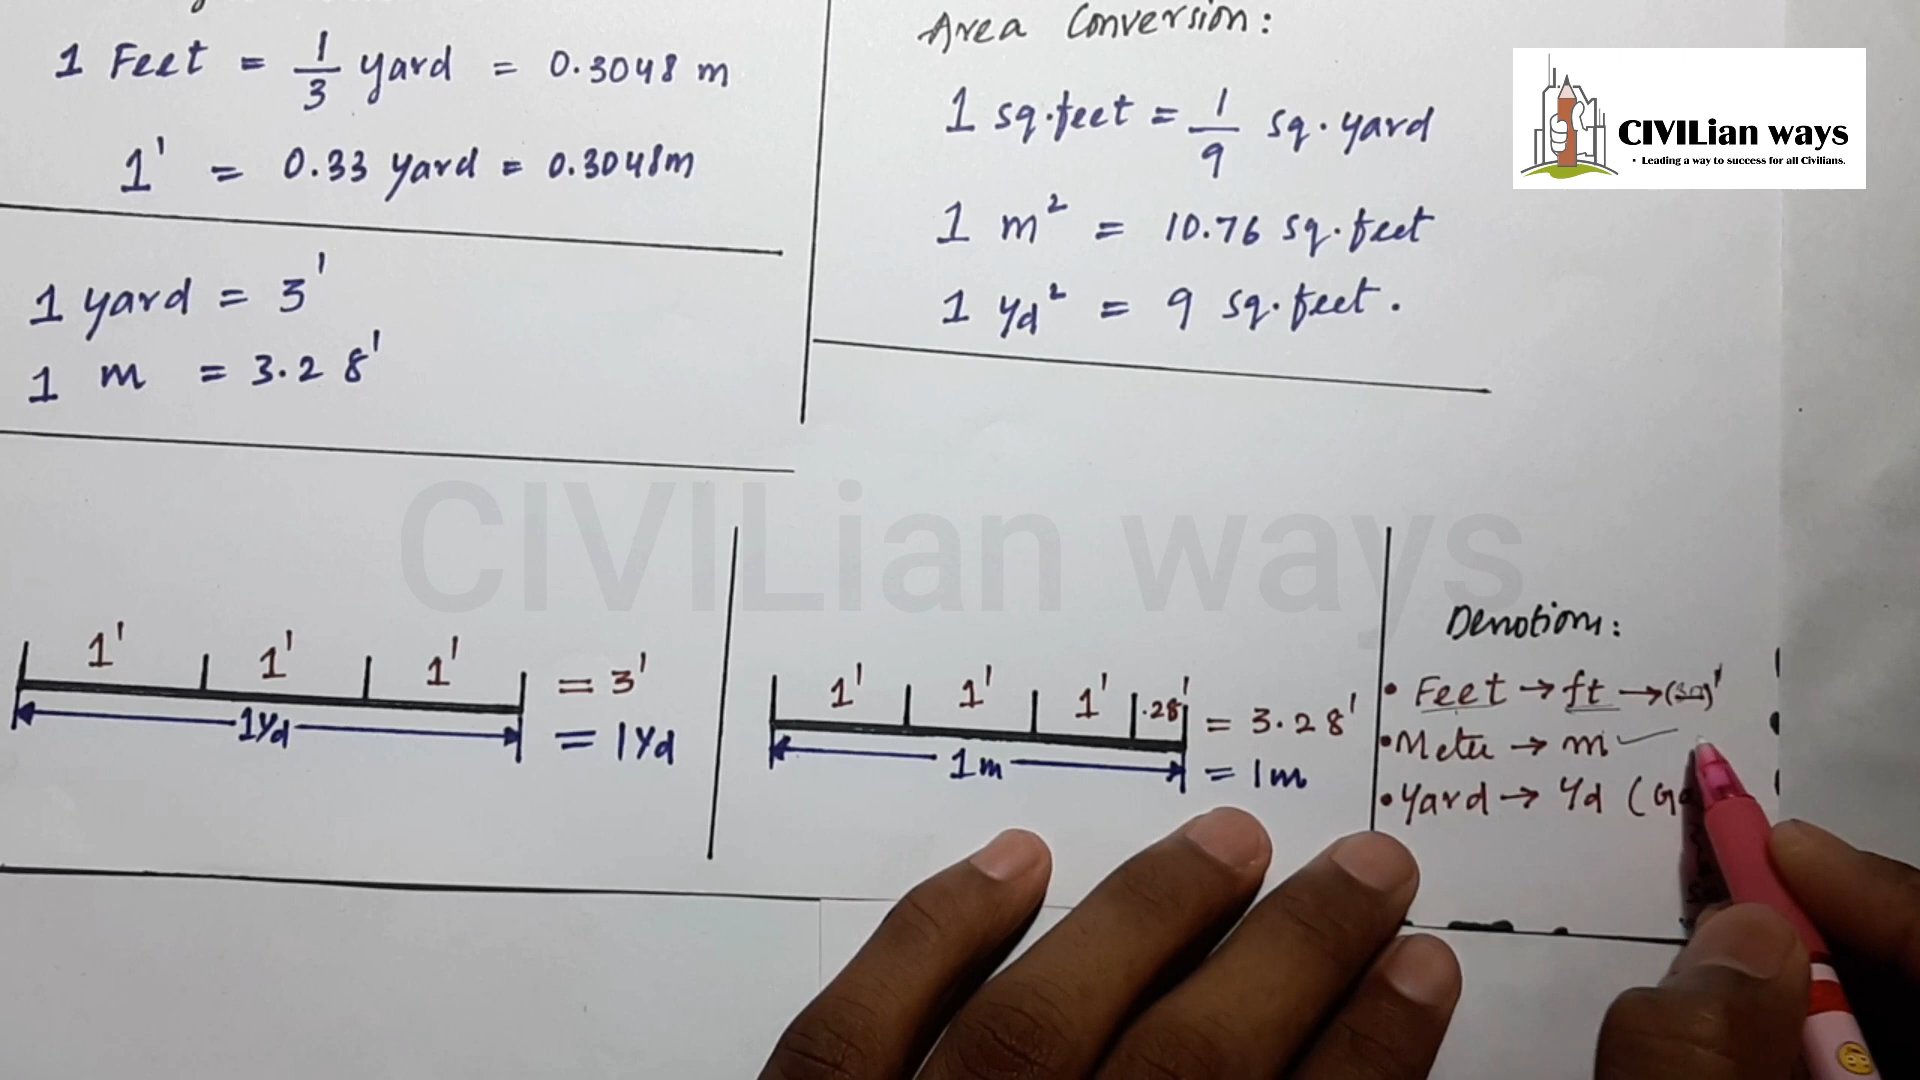 1 Feet = 1/3 yard = 0.3048 m
1' = 0.33 yard = 0.3048m
1 yard = 3'
1 m = 3.28'
Area Conversion:
1 sq.feet = 1/9 sq.yard
1 m² = 10.76 sq.feet
1 yd² = 9 sq.feet.
CIVILian ways
• Leading a way to success for all Civilians.
CIVILian ways
1' 1' 1' = 3'
1yd = 1yd
1' 1' 1' .28' = 3.28'
1m = 1m
Denotions:
• Feet → ft →
• Meter → m
• Yard → Yd (